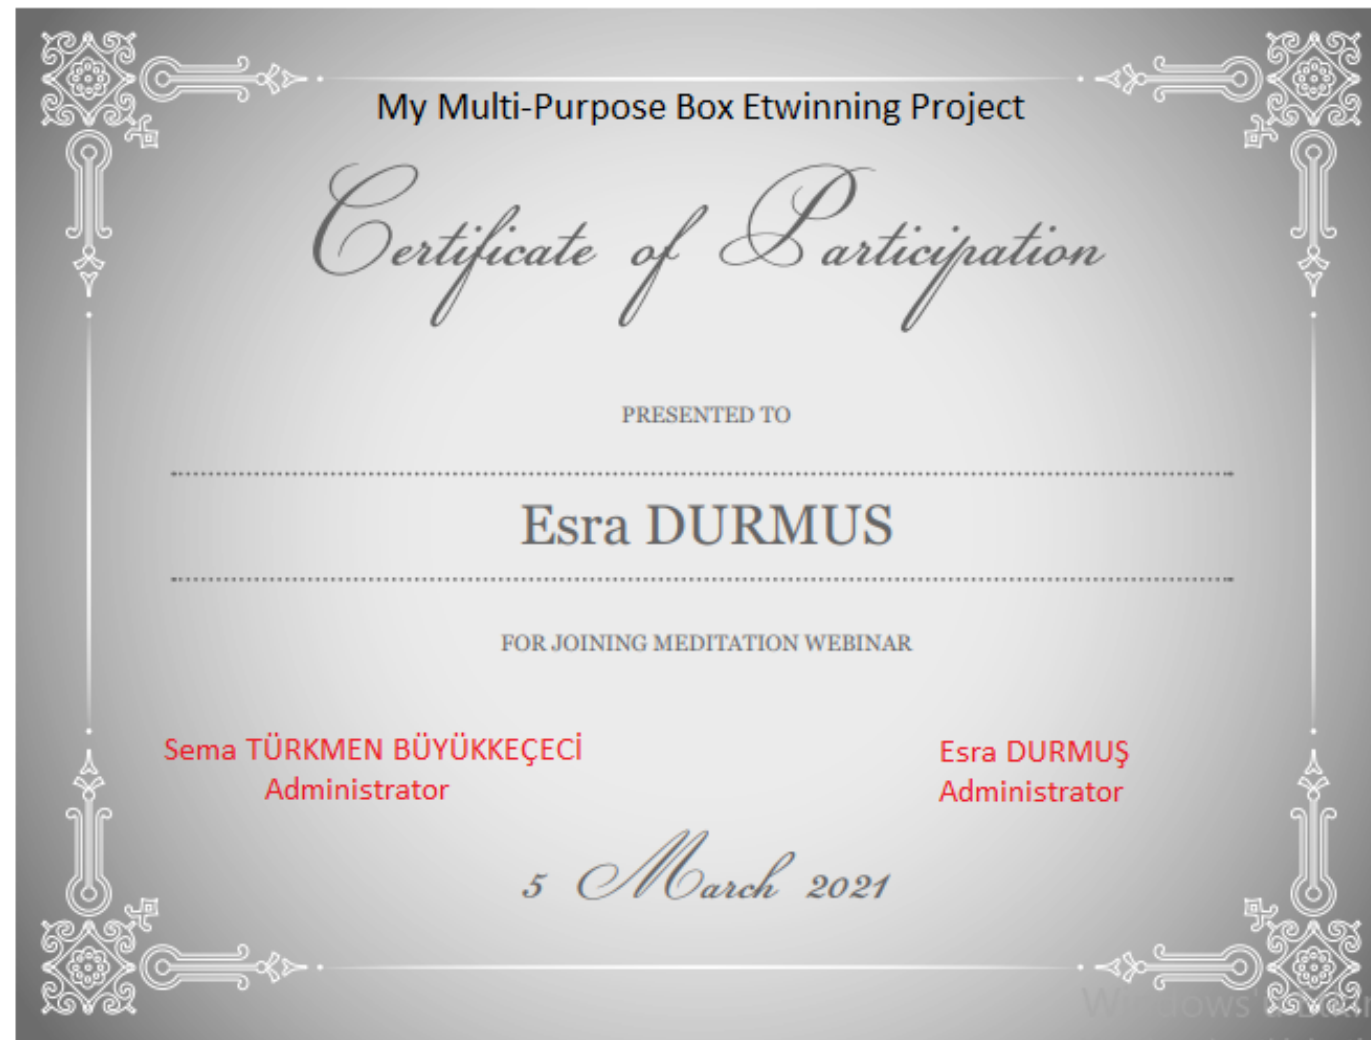 My Multi-Purpose Box Etwinning Project
Certificate of Participation
PRESENTED TO
Esra DURMUS
FOR JOINING MEDITATION WEBINAR
Sema TÜRKMEN BÜYÜKKEÇECİ
Administrator
Esra DURMUŞ
Administrator
5 March 2021